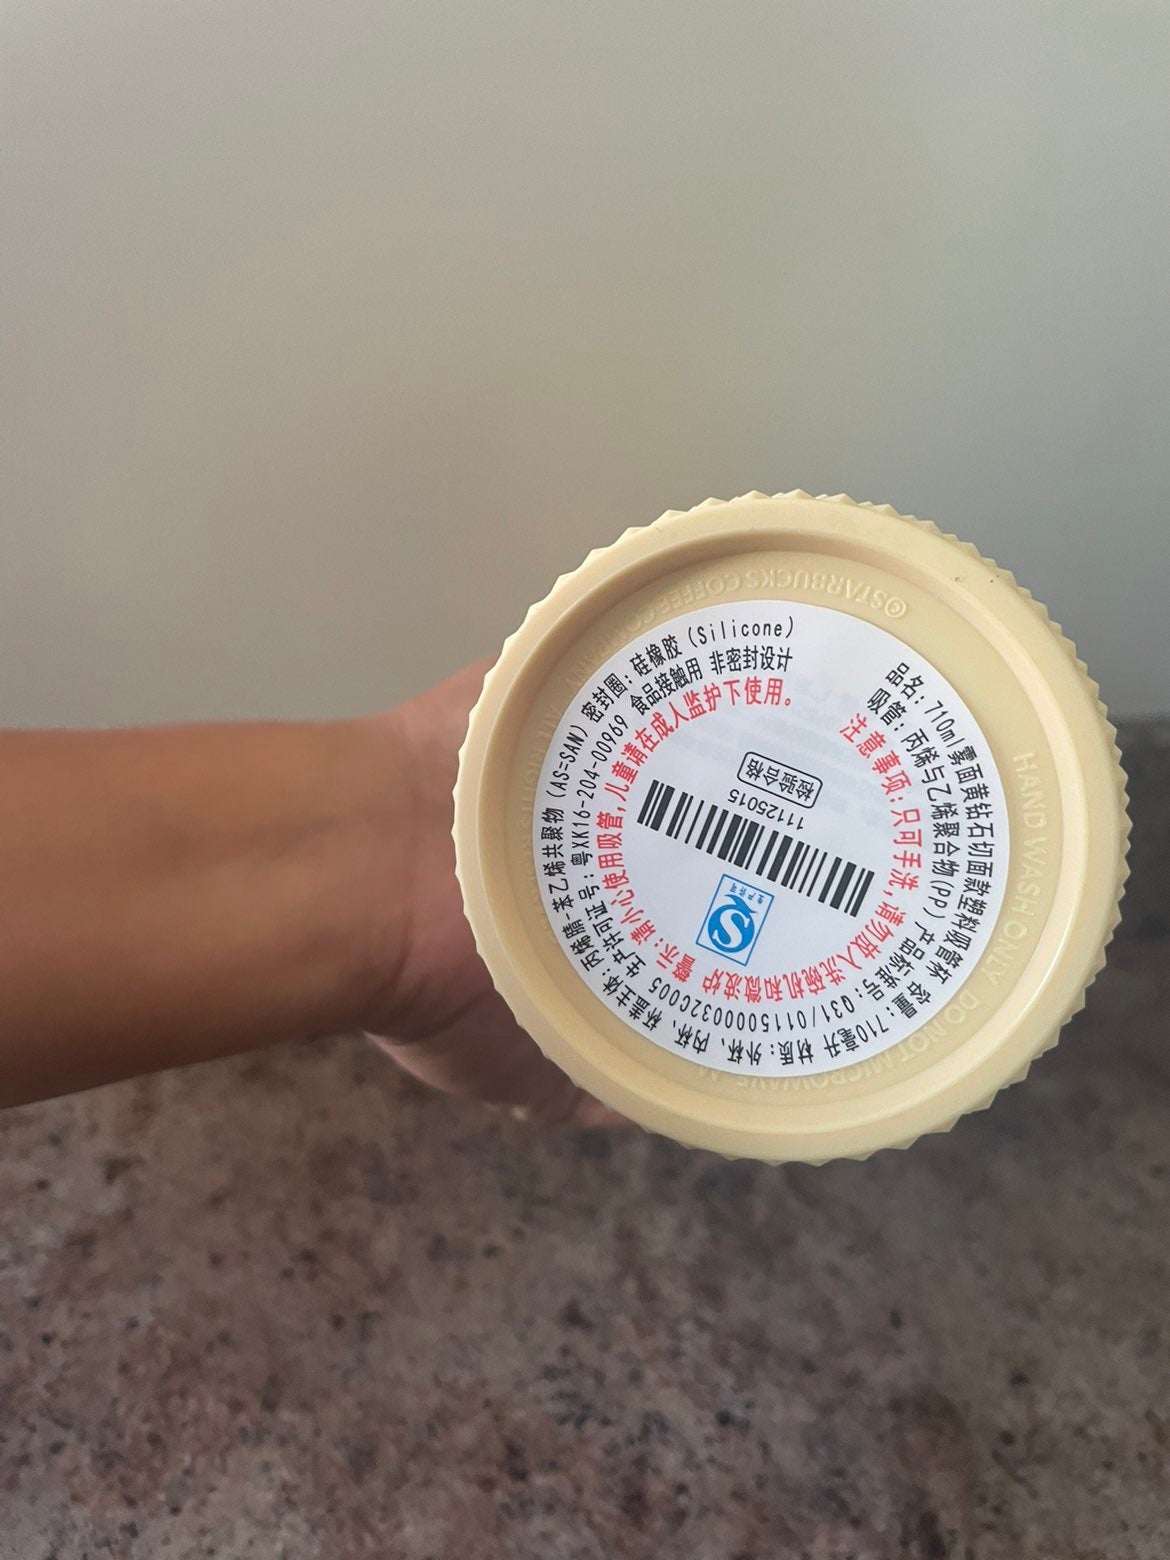 品名: 710ml雾面黄钻石切面款塑料吸管杯 容量: 710毫升 材质: 外杯、内杯、杯盖主体: 丙烯腈-苯乙烯共聚物 (AS=SAN) 密封圈: 硅橡胶 (Silicone)
吸管: 丙烯与乙烯聚合物(PP) 产品标准号: Q31/0115000032C005 生产许可证号: 粤XK16-204-00969 食品接触用 非密封设计
注意事项: 只可手洗, 请勿放入洗碗机和微波炉
警示: 请小心使用吸管, 儿童请在成人监护下使用。
检验合格
11125015
©STARBUCKS COFFEE COMPANY
HAND WASH ONLY DO NOT MICROWAVE